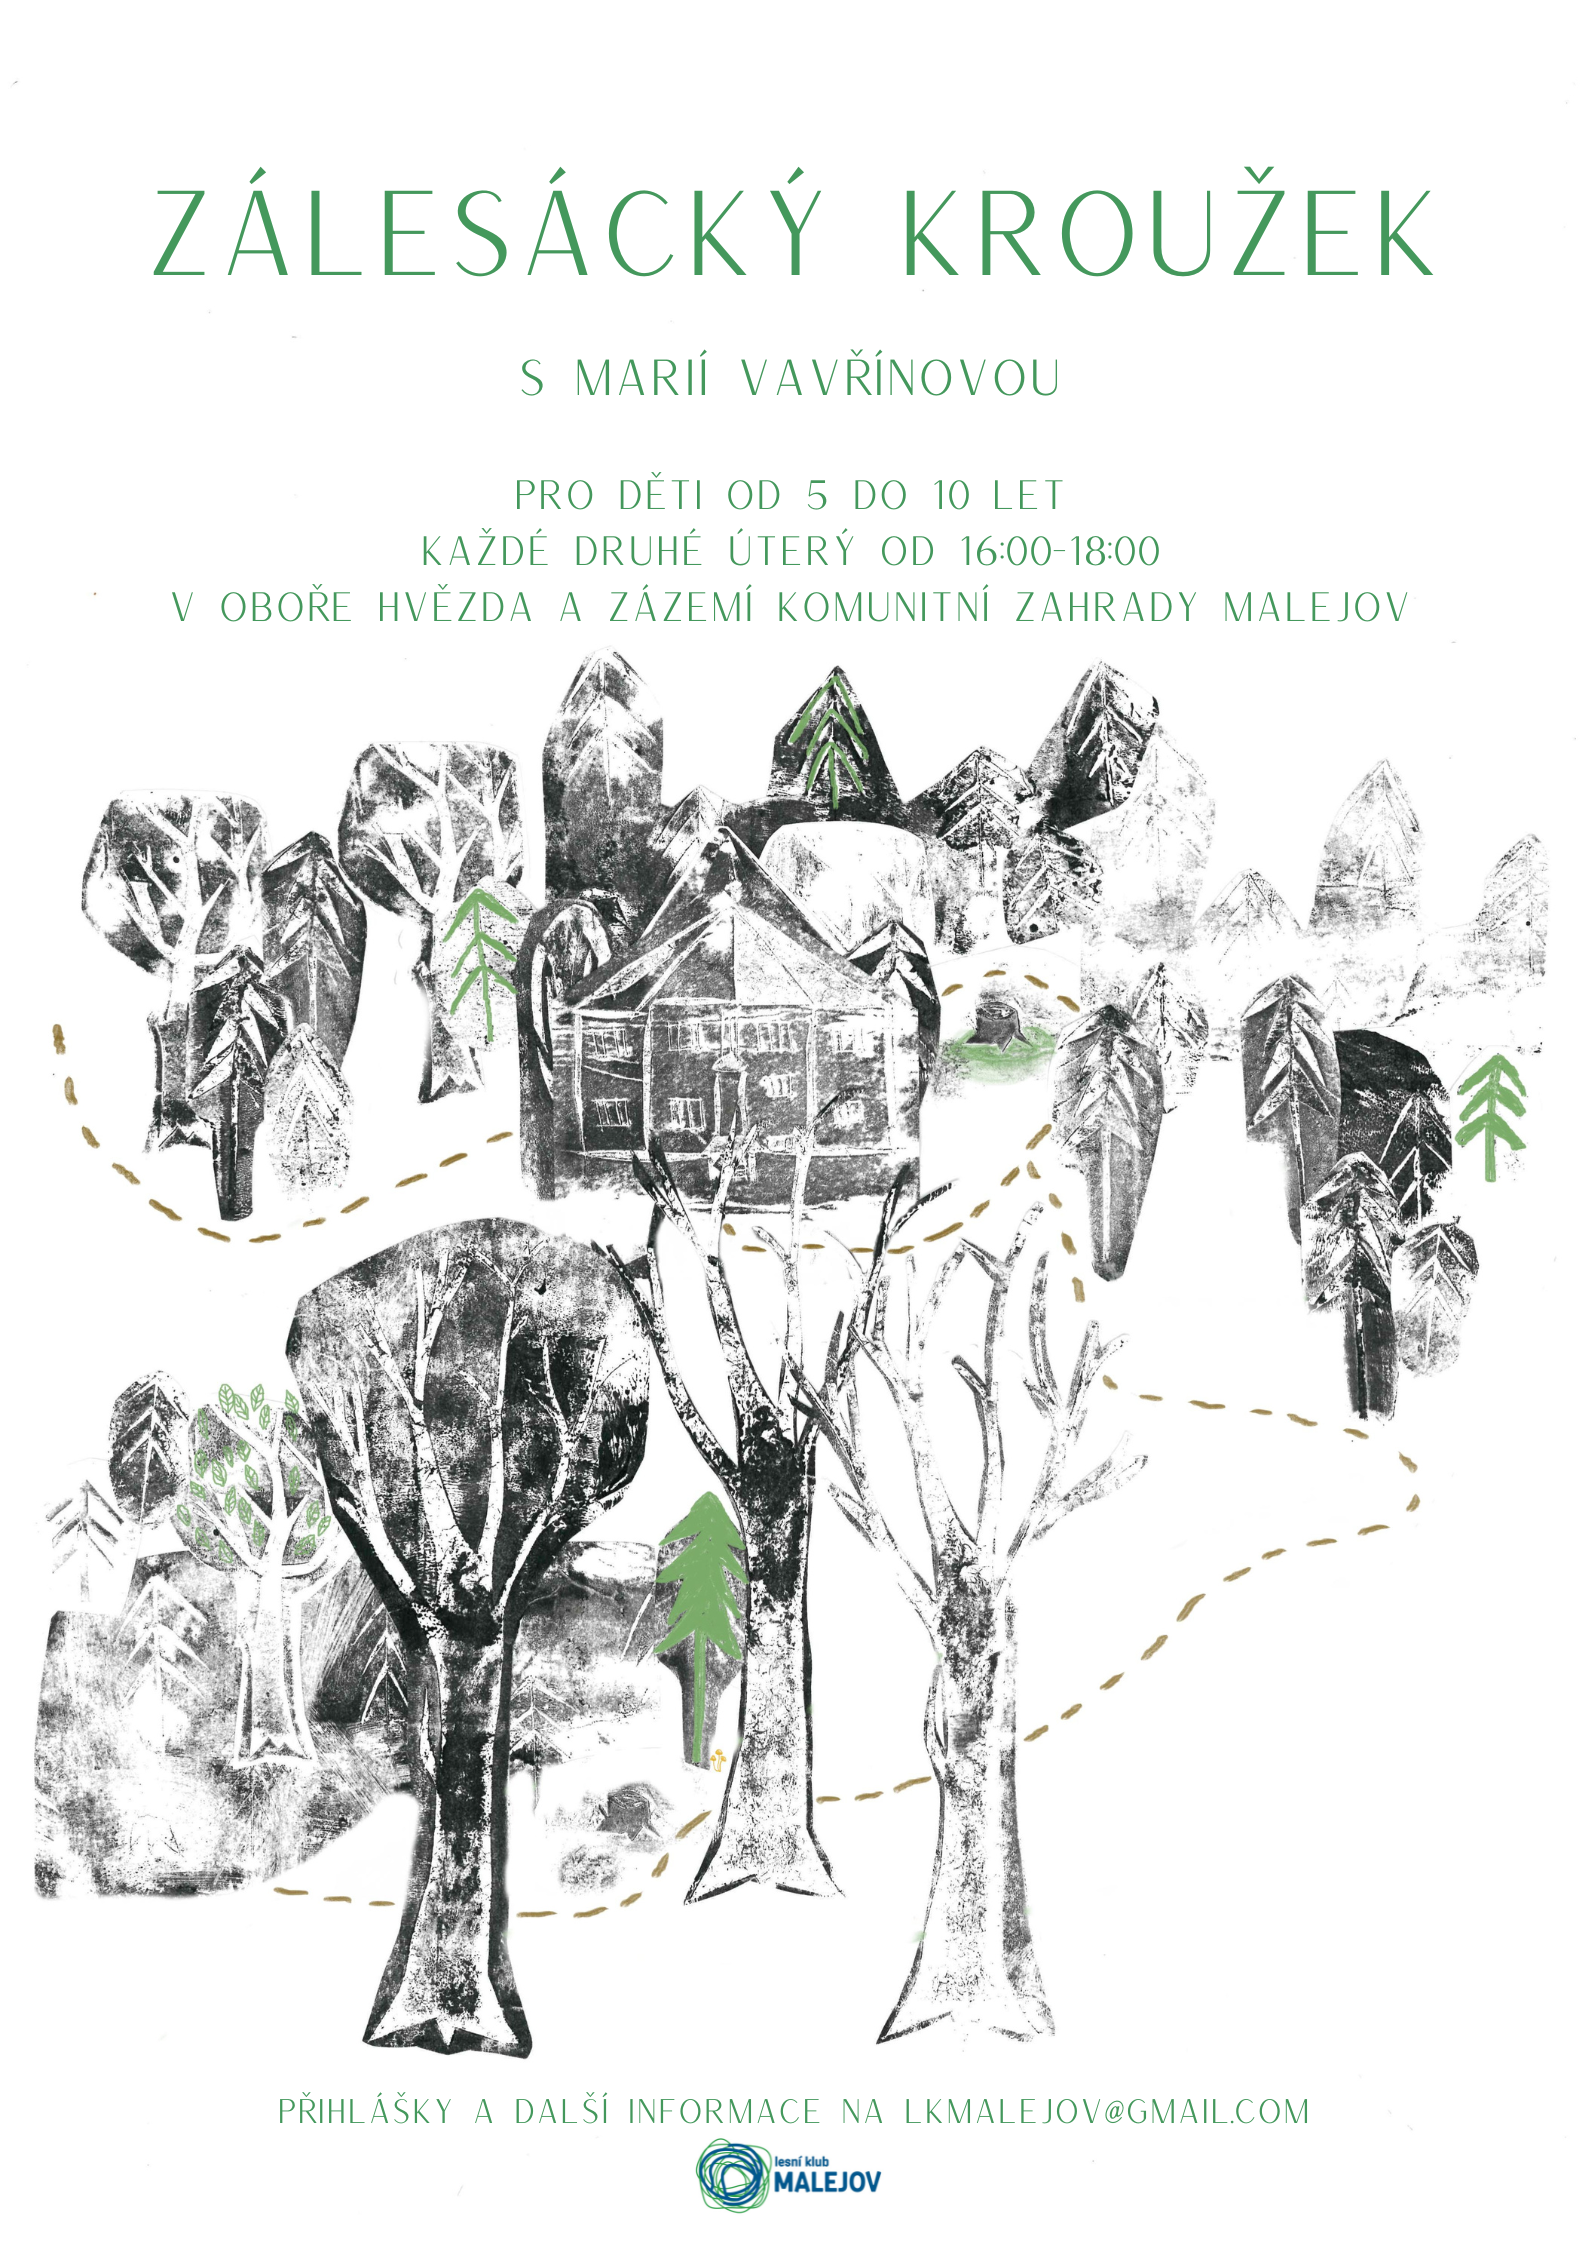 ZÁLESÁCKÝ KROUŽEK
S MARIÍ VAVŘÍNOVOU
PRO DĚTI OD 5 DO 10 LET
KAŽDÉ DRUHÉ ÚTERÝ OD 16:00-18:00
V OBOŘE HVĚZDA A ZÁZEMÍ KOMUNITNÍ ZAHRADY MALEJOV
PŘIHLÁŠKY A DALŠÍ INFORMACE NA LKMALEJOV@GMAIL.COM
lesní klub
MALEJOV